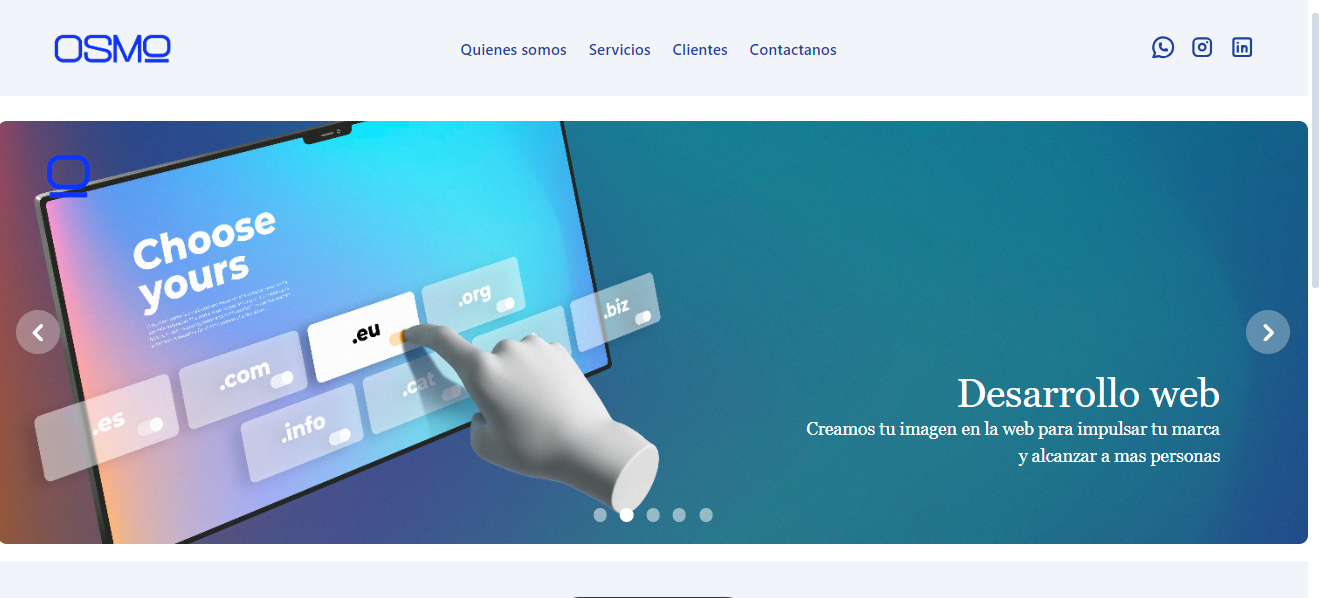 OSMO
Quienes somos Servicios Clientes Contactanos
Choose
yours
.org
.biz
.eu
.com
.cat
.es
.info
Desarrollo web
Creamos tu imagen en la web para impulsar tu marca
y alcanzar a mas personas